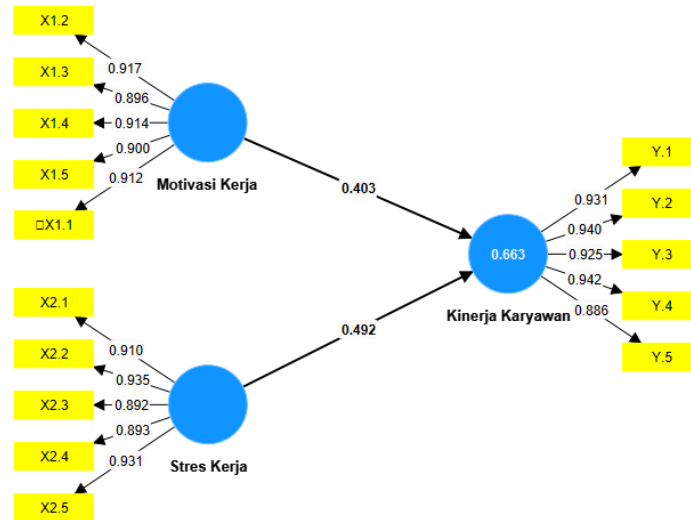 X1.2
X1.3
X1.4
X1.5
□X1.1
0.917
0.896
0.914
0.900
0.912
Motivasi Kerja
0.403
X2.1
X2.2
X2.3
X2.4
X2.5
0.910
0.935
0.892
0.893
0.931
Stres Kerja
0.492
0.663
Kinerja Karyawan
0.931
0.940
0.925
0.942
0.886
Y.1
Y.2
Y.3
Y.4
Y.5